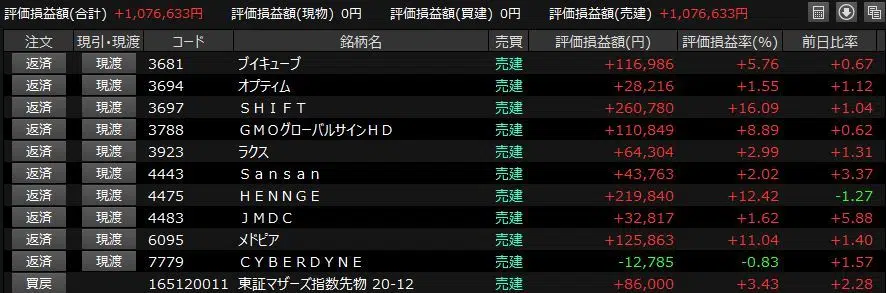 評価損益額(合計) +1,076,633円 評価損益額(現物) 0円 評価損益額(買建) 0円 評価損益額(売建) +1,076,633円
注文 現引・現渡 コード 銘柄名 売買 評価損益額(円) 評価損益率(%) 前日比率
返済 現渡 3681 ブイキューブ 売建 +116,986 +5.76 +0.67
返済 現渡 3694 オプティム 売建 +28,216 +1.55 +1.12
返済 現渡 3697 ＳＨＩＦＴ 売建 +260,780 +16.09 +1.04
返済 現渡 3788 ＧＭＯグローバルサインＨＤ 売建 +110,849 +8.89 +0.62
返済 現渡 3923 ラクス 売建 +64,304 +2.99 +1.31
返済 現渡 4443 Ｓａｎｓａｎ 売建 +43,763 +2.02 +3.37
返済 現渡 4475 ＨＥＮＮＧＥ 売建 +219,840 +12.42 -1.27
返済 現渡 4483 ＪＭＤＣ 売建 +32,817 +1.62 +5.88
返済 現渡 6095 メドピア 売建 +125,863 +11.04 +1.40
返済 現渡 7779 ＣＹＢＥＲＤＹＮＥ 売建 -12,785 -0.83 +1.57
買戻 165120011 東証マザーズ指数先物 20-12 売建 +86,000 +3.43 +2.28